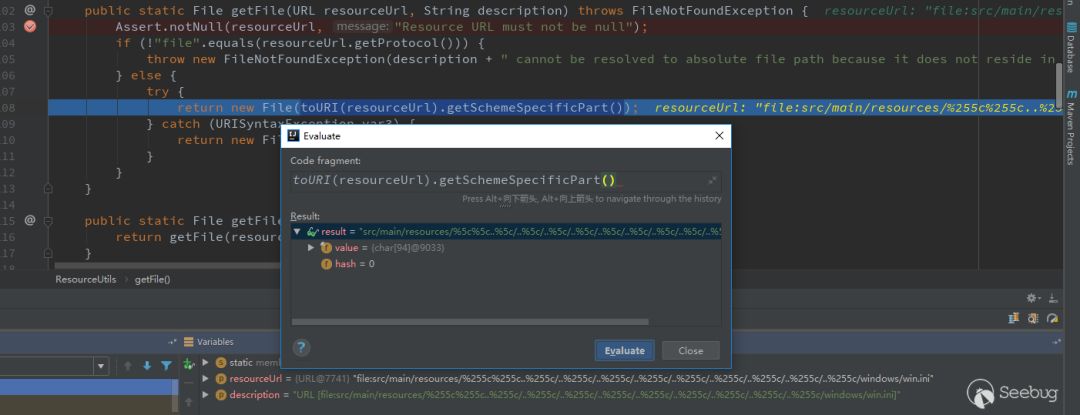 02 @ public static File getFile(URL resourceUrl, String description) throws FileNotFoundException { resourceUrl: "file:src/main/res
03 Assert.notNull(resourceUrl, message: "Resource URL must not be null");
04 if (!"file".equals(resourceUrl.getProtocol())) {
05 throw new FileNotFoundException(description + " cannot be resolved to absolute file path because it does not reside in
06 } else {
07 try {
08 return new File(toURI(resourceUrl).getSchemeSpecificPart()); resourceUrl: "file:src/main/resources/%255c%255c..%25
09 } catch (URISyntaxException var3) {
10 return new Fil
11 }
12 }
13 }
14
15 @ public static File getFile
16 return getFile(resour
17 }
18
Database
Maven Projects
Evaluate
Code fragment:
toURI(resourceUrl).getSchemeSpecificPart()
Press Alt+向下箭头, Alt+向上箭头 to navigate through the history
Result:
result = "src/main/resources/%5c%5c..%5c/..%5c/..%5c/..%5c/..%5c/..%5c/..%5c/..%5c/..%5
value = {char[94]@9033}
hash = 0
Evaluate
Close
ResourceUtils › getFile()
Variables
static mem
resourceUrl = {URL@7741} "file:src/main/resources/%255c%255c..%255c/..%255c/..%255c/..%255c/..%255c/..%255c/..%255c/..%255c/..%255c/windows/win.ini"
description = "URL [file:src/main/resources/%255c%255c..%255c/..%255c/..%255c/..%255c/..%255c/..%255c/..%255c/..%255c/..%255c/windows/win.ini]"
Seebug